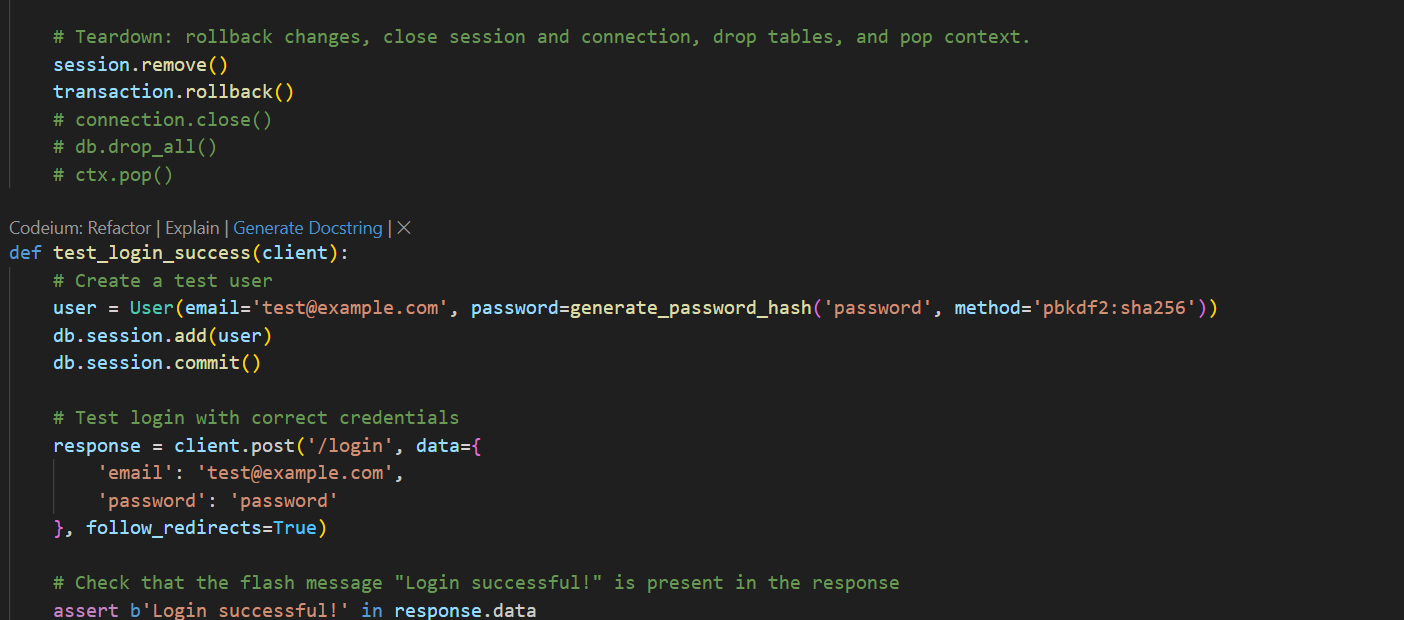 # Teardown: rollback changes, close session and connection, drop tables, and pop context.
session.remove()
transaction.rollback()
# connection.close()
# db.drop_all()
# ctx.pop()
Codeium: Refactor | Explain | Generate Docstring | ×
def test_login_success(client):
# Create a test user
user = User(email='test@example.com', password=generate_password_hash('password', method='pbkdf2:sha256'))
db.session.add(user)
db.session.commit()
# Test login with correct credentials
response = client.post('/login', data={
'email': 'test@example.com',
'password': 'password'
}, follow_redirects=True)
# Check that the flash message "Login successful!" is present in the response
assert b'Login successful!' in response.data